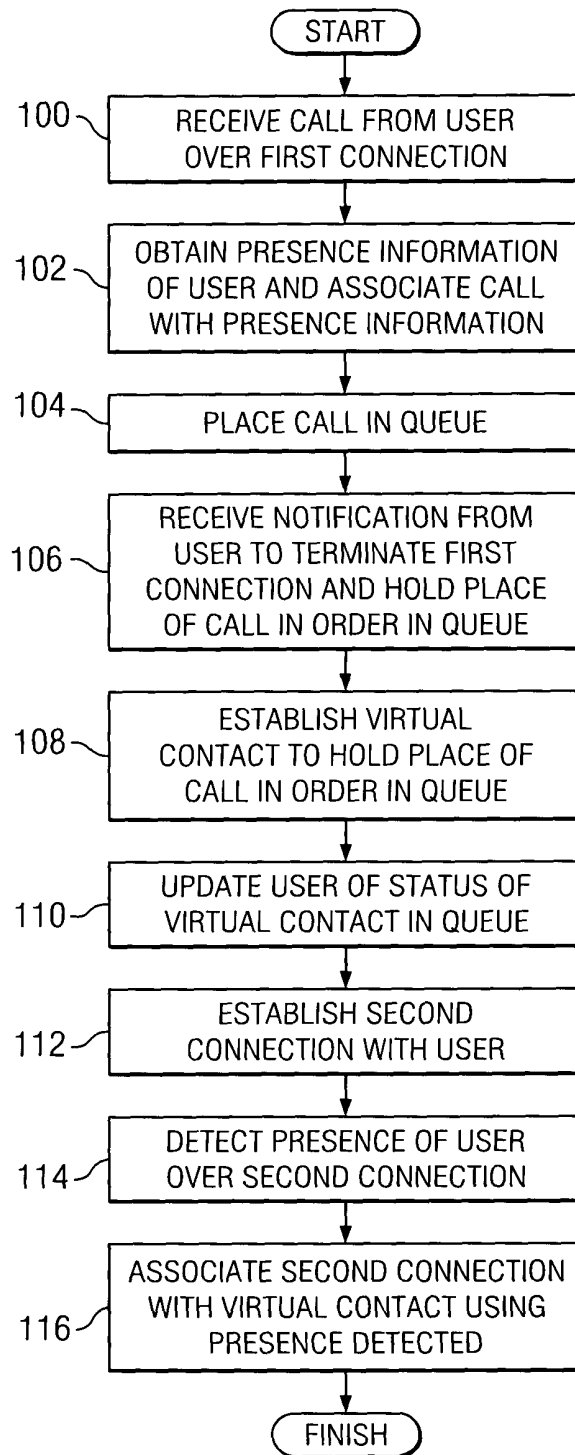 START
100
RECEIVE CALL FROM USER
OVER FIRST CONNECTION
102
OBTAIN PRESENCE INFORMATION
OF USER AND ASSOCIATE CALL
WITH PRESENCE INFORMATION
104
PLACE CALL IN QUEUE
106
RECEIVE NOTIFICATION FROM
USER TO TERMINATE FIRST
CONNECTION AND HOLD PLACE
OF CALL IN ORDER IN QUEUE
108
ESTABLISH VIRTUAL
CONTACT TO HOLD PLACE OF
CALL IN ORDER IN QUEUE
110
UPDATE USER OF STATUS OF
VIRTUAL CONTACT IN QUEUE
112
ESTABLISH SECOND
CONNECTION WITH USER
114
DETECT PRESENCE OF USER
OVER SECOND CONNECTION
116
ASSOCIATE SECOND CONNECTION
WITH VIRTUAL CONTACT USING
PRESENCE DETECTED
FINISH